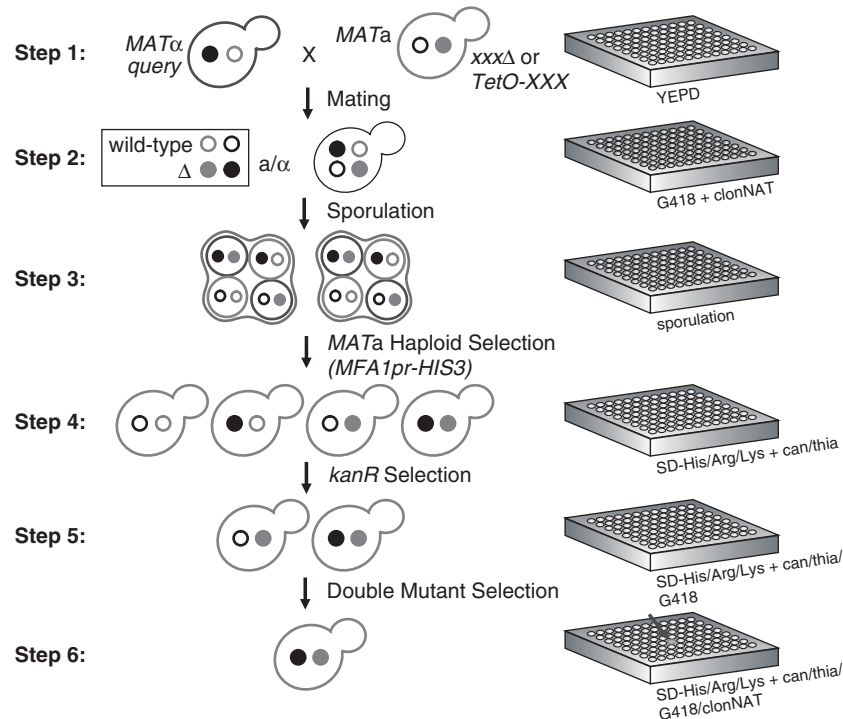 Step 1:
MATα
query
X
MATa
xxxΔ or
TetO-XXX
YEPD
Mating
Step 2:
wild-type
Δ
a/α
G418 + clonNAT
Sporulation
Step 3:
sporulation
MATa Haploid Selection
(MFA1pr-HIS3)
Step 4:
SD-His/Arg/Lys + can/thia
kanR Selection
Step 5:
SD-His/Arg/Lys + can/thia/
G418
Double Mutant Selection
Step 6:
SD-His/Arg/Lys + can/thia/
G418/clonNAT